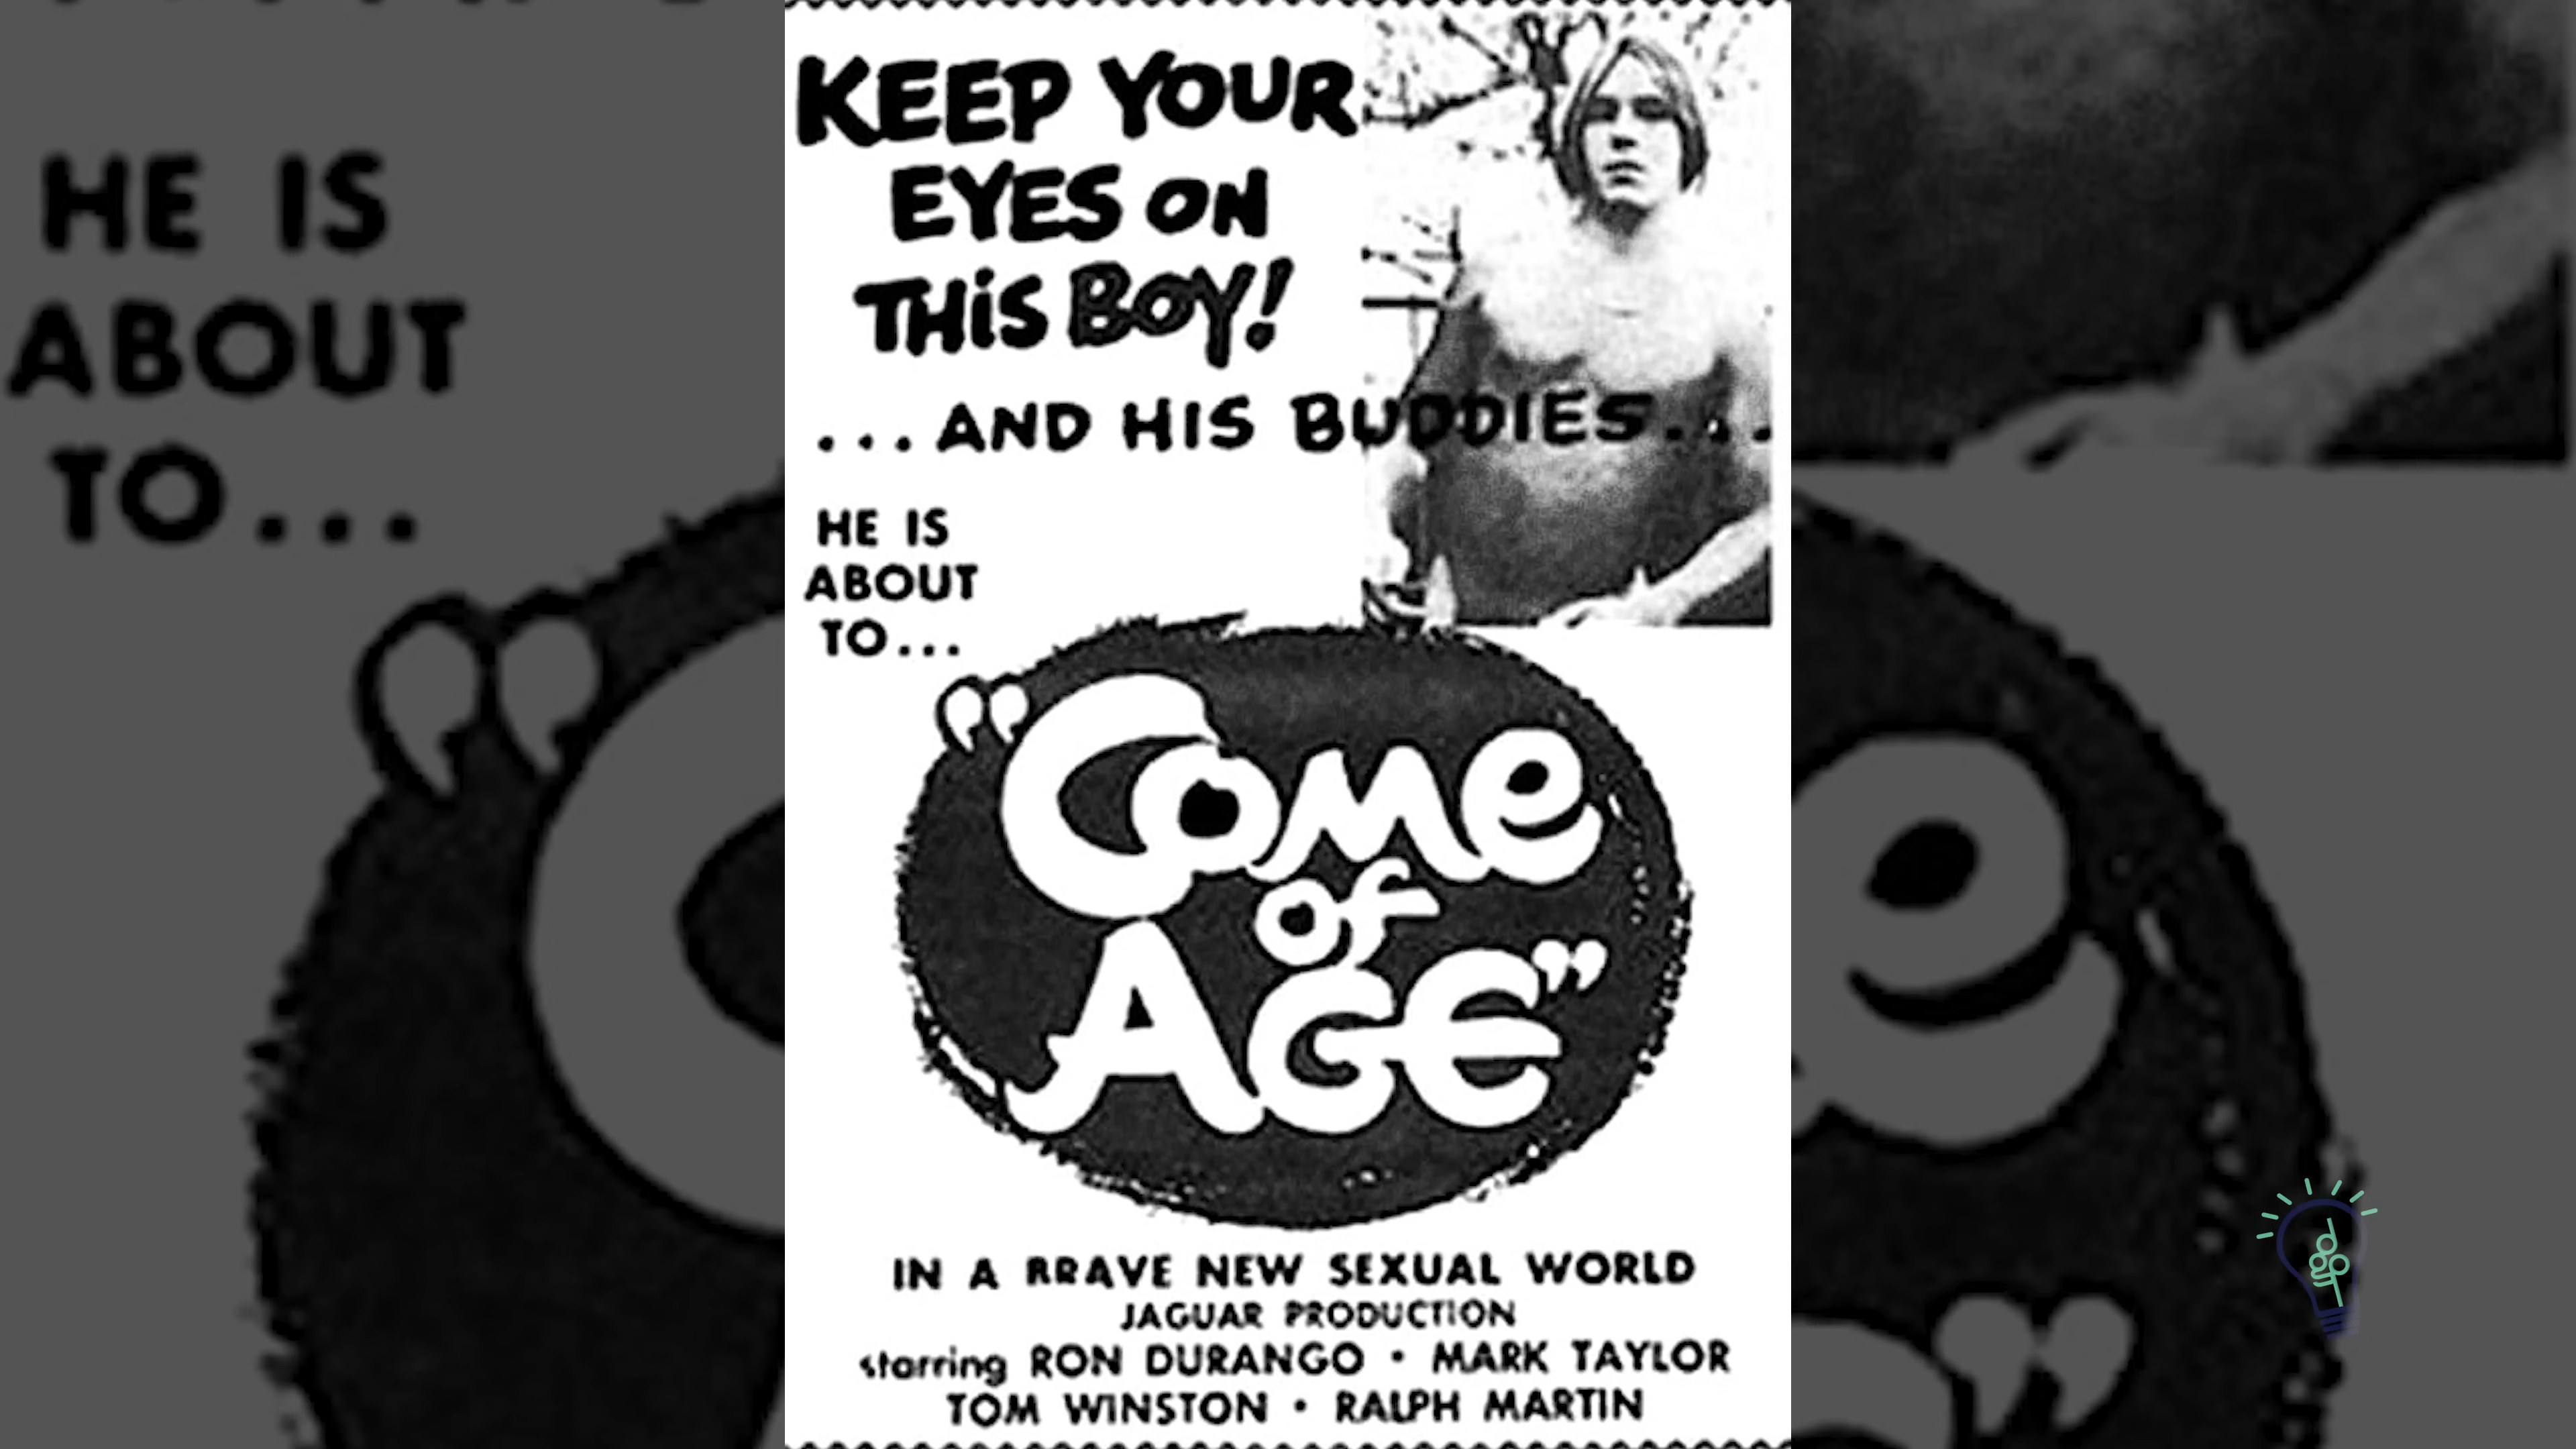 KEEP YOUR
EYES ON
THiS BOY!
...AND HIS BUDDIES...
HE IS
ABOUT
TO...
"COME
of
AGE"
IN A BRAVE NEW SEXUAL WORLD
JAGUAR PRODUCTION
starring RON DURANGO • MARK TAYLOR
TOM WINSTON • RALPH MARTIN
HE IS
ABOUT
TO...
e